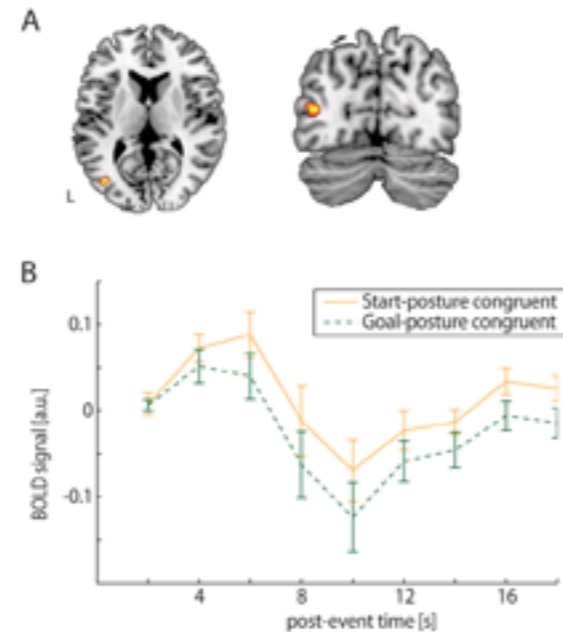 A
L
B
Start-posture congruent
Goal-posture congruent
0.1
0
-0.1
BOLD signal [a.u.]
4
8
12
16
post-event time [s]